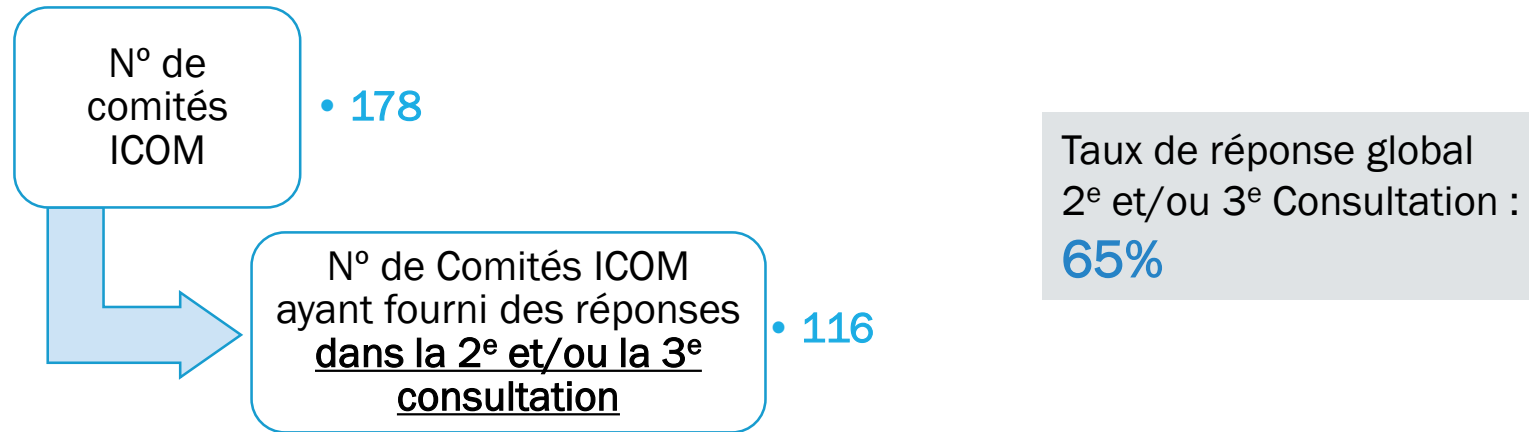 Nº de
comités
ICOM
• 178
Nº de Comités ICOM
ayant fourni des réponses
dans la 2ᵉ et/ou la 3ᵉ
consultation
• 116
Taux de réponse global
2ᵉ et/ou 3ᵉ Consultation :
65%